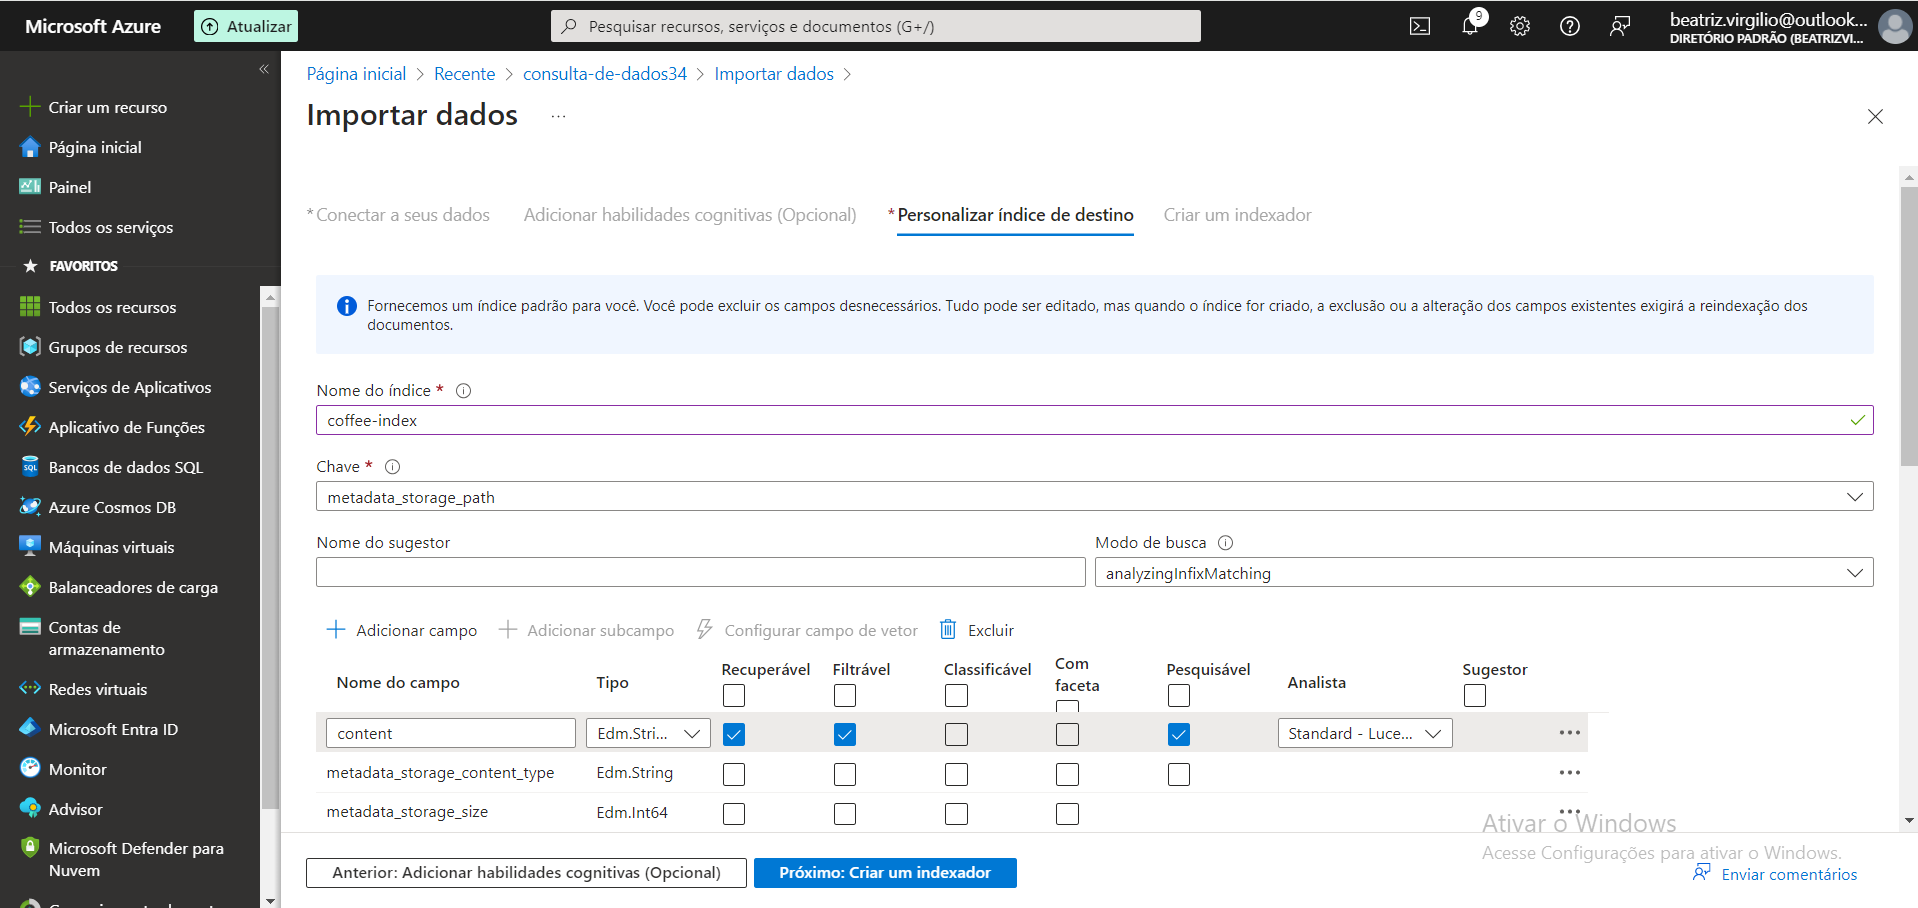 Microsoft Azure
Atualizar
Pesquisar recursos, serviços e documentos (G+/)
9
beatriz.virgilio@outlook...
DIRETÓRIO PADRÃO (BEATRIZVI...
Criar um recurso
Página inicial
Painel
Todos os serviços
FAVORITOS
Todos os recursos
Grupos de recursos
Serviços de Aplicativos
Aplicativo de Funções
SQL
Bancos de dados SQL
Azure Cosmos DB
Máquinas virtuais
Balanceadores de carga
Contas de
armazenamento
Redes virtuais
Microsoft Entra ID
Monitor
Advisor
Microsoft Defender para
Nuvem
Página inicial > Recente > consulta-de-dados34 > Importar dados >
Importar dados ...
* Conectar a seus dados
Adicionar habilidades cognitivas (Opcional)
* Personalizar índice de destino
Criar um indexador
Fornecemos um índice padrão para você. Você pode excluir os campos desnecessários. Tudo pode ser editado, mas quando o índice for criado, a exclusão ou a alteração dos campos existentes exigirá a reindexação dos
documentos.
Nome do índice *
coffee-index
Chave *
metadata_storage_path
Nome do sugestor
Modo de busca
analyzingInfixMatching
Adicionar campo
Adicionar subcampo
Configurar campo de vetor
Excluir
Nome do campo
Tipo
Recuperável
Filtrável
Classificável
Com
faceta
Pesquisável
Analista
Sugestor
content
Edm.Stri...
Standard - Luce...
metadata_storage_content_type
Edm.String
metadata_storage_size
Edm.Int64
Anterior: Adicionar habilidades cognitivas (Opcional)
Próximo: Criar um indexador
Ativar o Windows
Acesse Configurações para ativar o Windows.
Enviar comentários